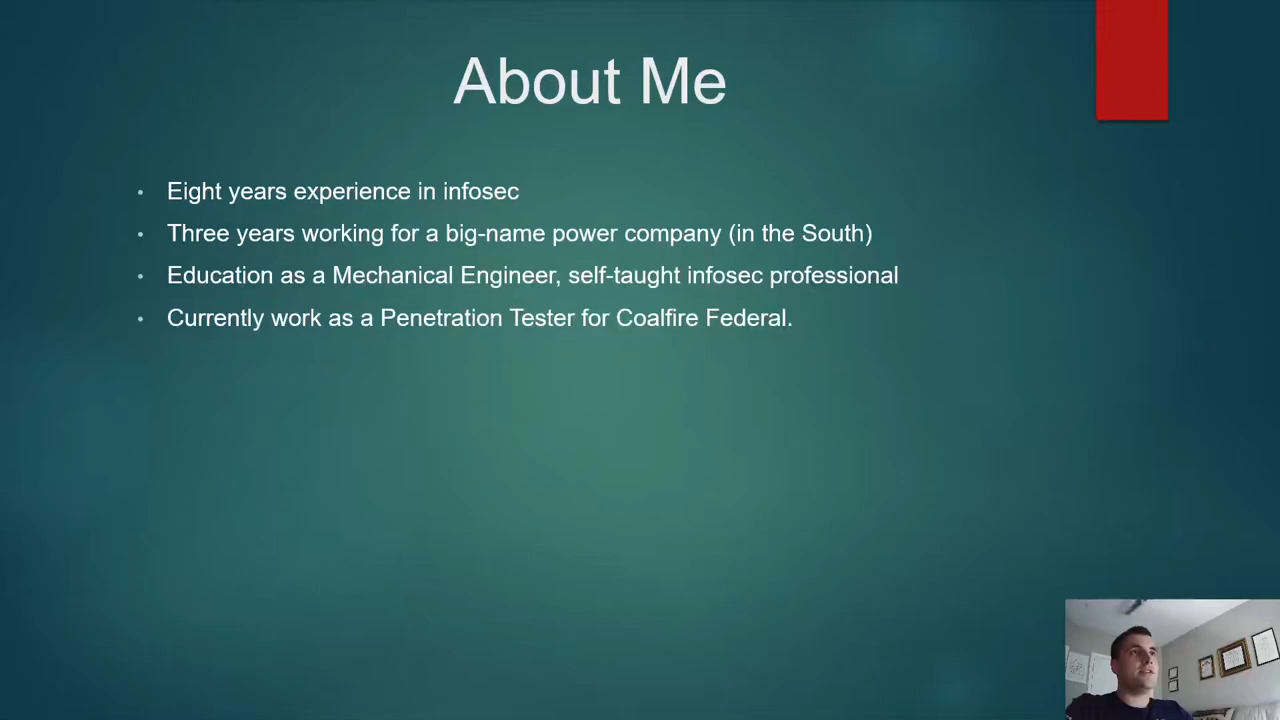 About Me
• Eight years experience in infosec
• Three years working for a big-name power company (in the South)
• Education as a Mechanical Engineer, self-taught infosec professional
• Currently work as a Penetration Tester for Coalfire Federal.